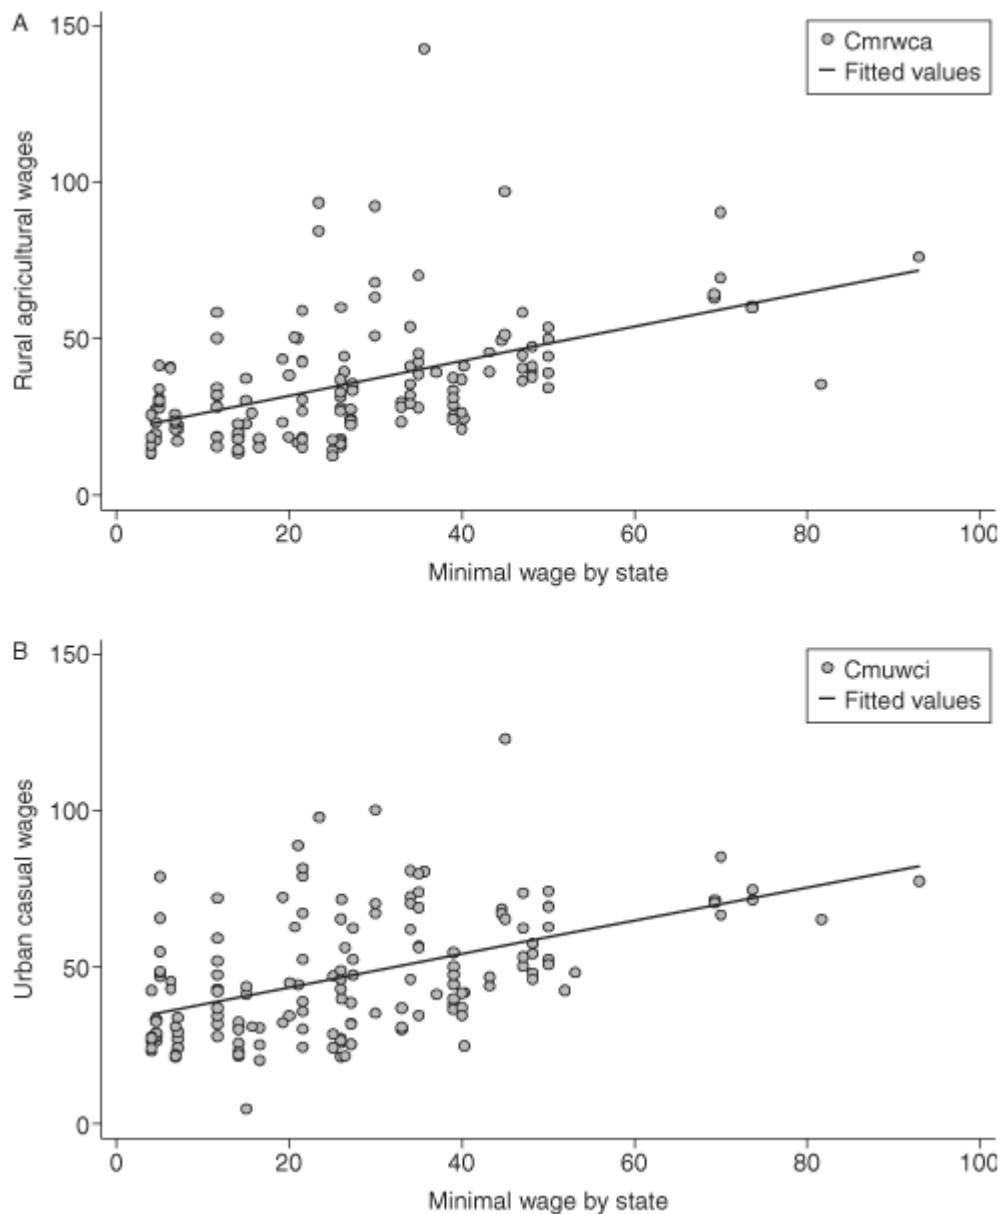 A
150
Cmrwca
Fitted values
Rural agricultural wages
100
50
0
0 20 40 60 80 100
Minimal wage by state
B
150
Cmuwci
Fitted values
Urban casual wages
100
50
0
0 20 40 60 80 100
Minimal wage by state